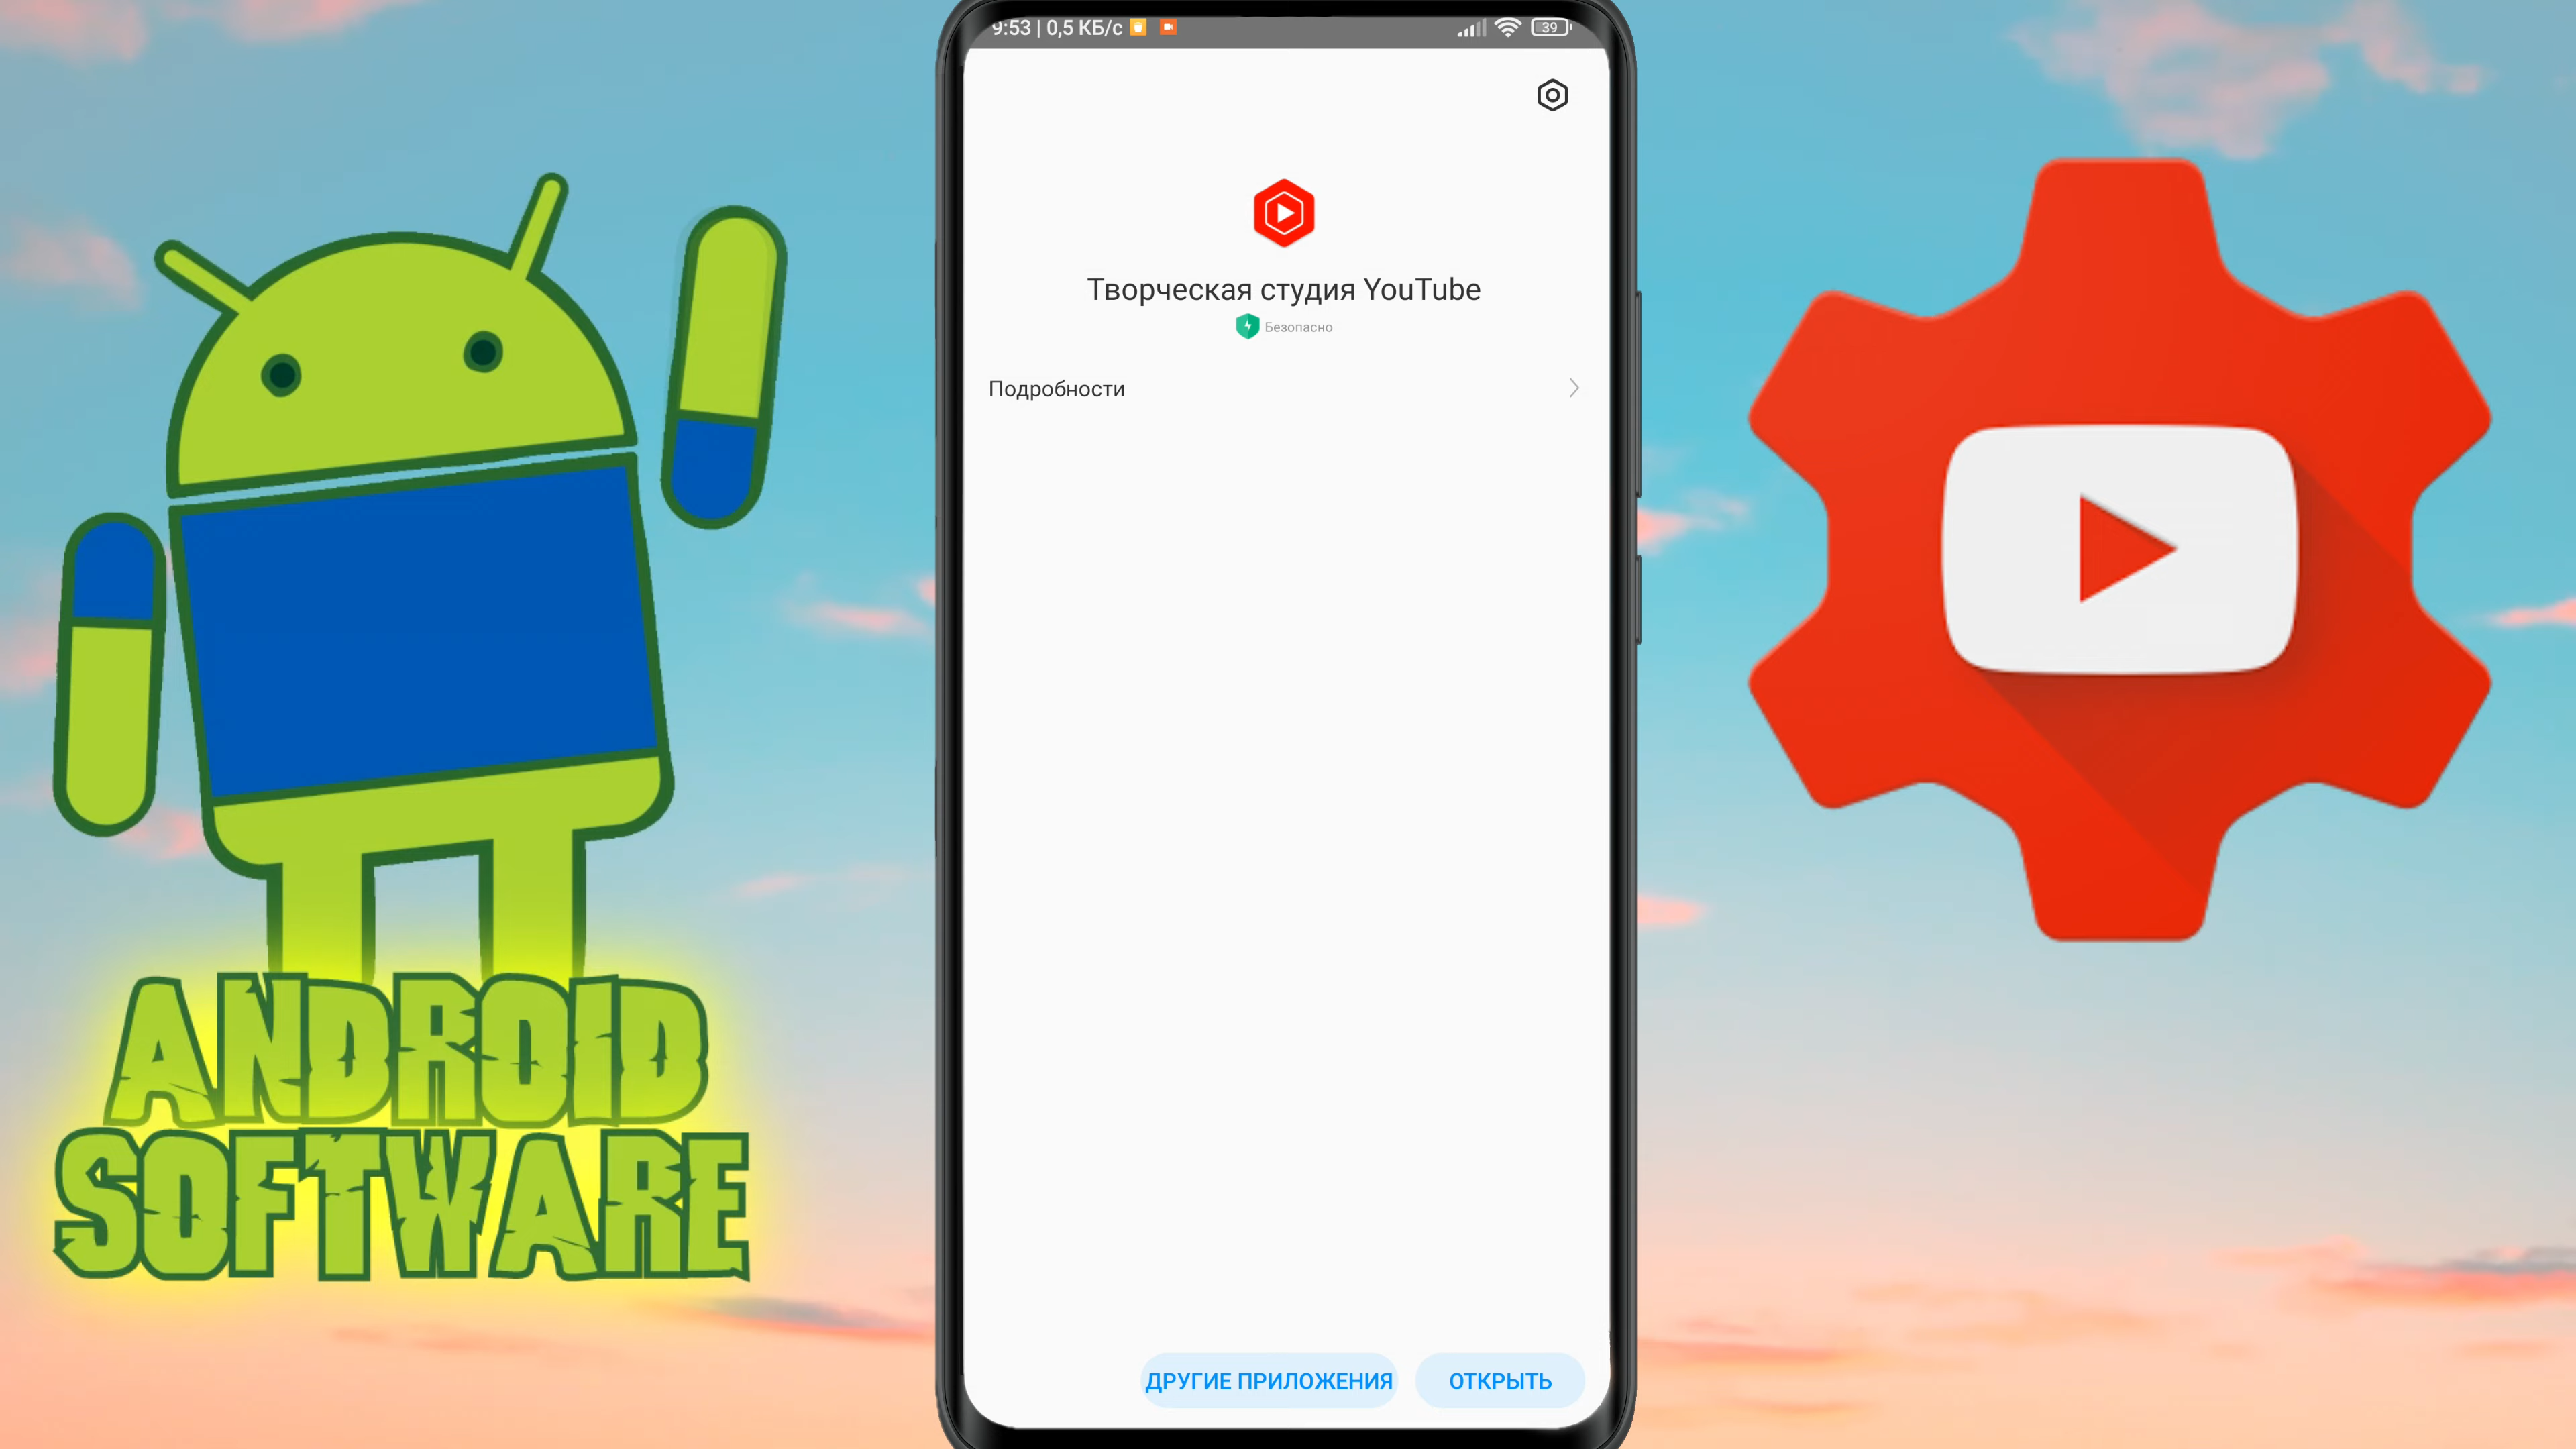 9:53 | 0,5 КБ/с
39
Творческая студия YouTube
Безопасно
Подробности
ДРУГИЕ ПРИЛОЖЕНИЯ
ОТКРЫТЬ
ANDROID
SOFTWARE